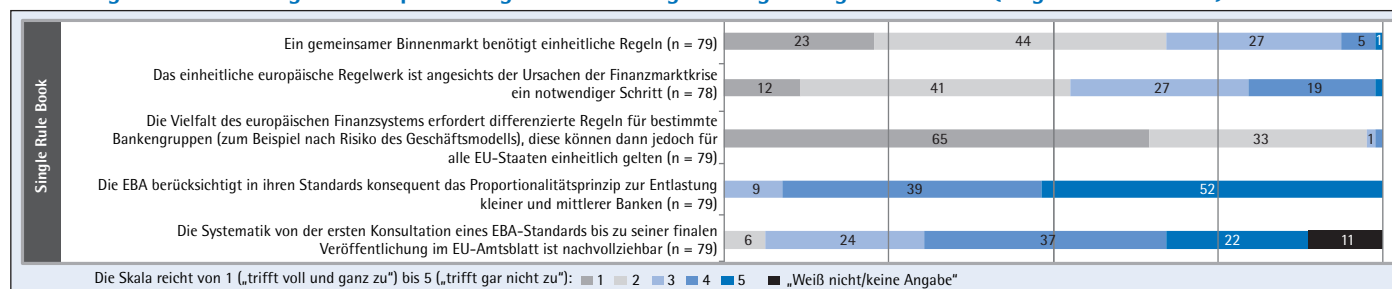 Single Rule Book
Ein gemeinsamer Binnenmarkt benötigt einheitliche Regeln (n = 79)
23 44 27 5 1
Das einheitliche europäische Regelwerk ist angesichts der Ursachen der Finanzmarktkrise
ein notwendiger Schritt (n = 78)
12 41 27 19
Die Vielfalt des europäischen Finanzsystems erfordert differenzierte Regeln für bestimmte
Bankengruppen (zum Beispiel nach Risiko des Geschäftsmodells), diese können dann jedoch für
alle EU-Staaten einheitlich gelten (n = 79)
65 33 1
Die EBA berücksichtigt in ihren Standards konsequent das Proportionalitätsprinzip zur Entlastung
kleiner und mittlerer Banken (n = 79)
9 39 52
Die Systematik von der ersten Konsultation eines EBA-Standards bis zu seiner finalen
Veröffentlichung im EU-Amtsblatt ist nachvollziehbar (n = 79)
6 24 37 22 11
Die Skala reicht von 1 („trifft voll und ganz zu“) bis 5 („trifft gar nicht zu“): 1 2 3 4 5 „Weiß nicht/keine Angabe“